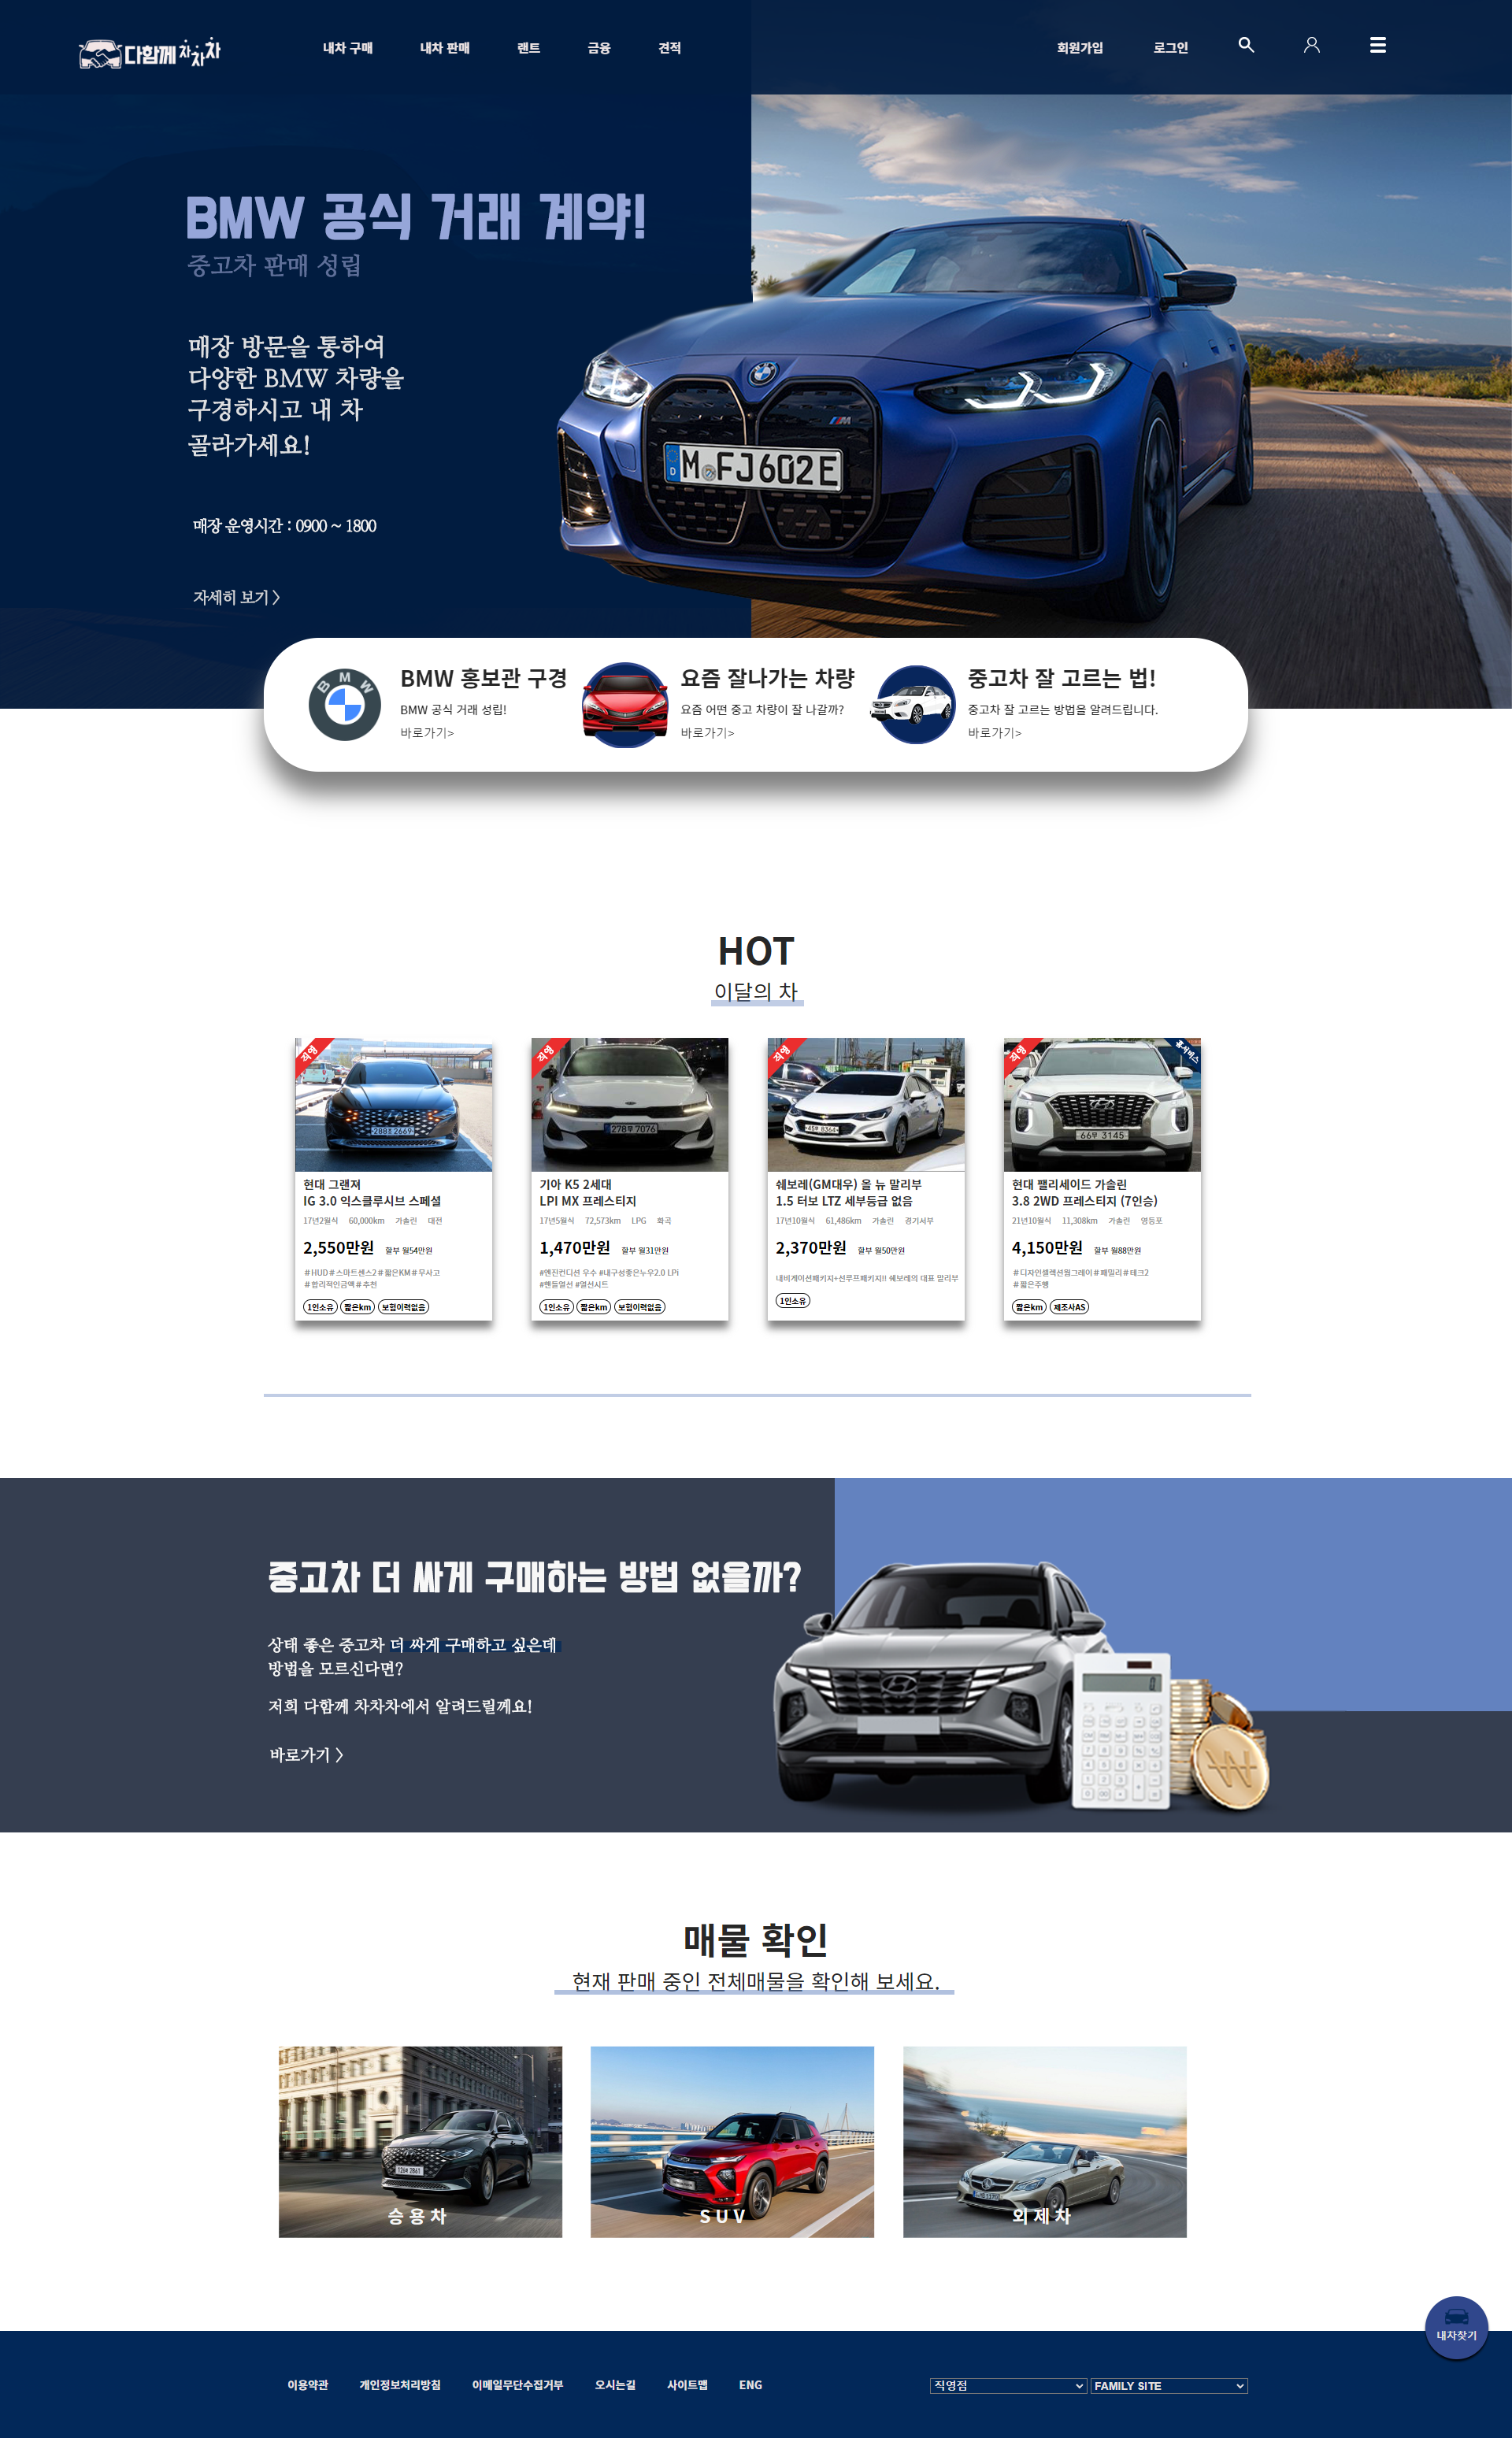 다함께 차차차
내차 구매 내차 판매 렌트 금융 견적 회원가입 로그인
BMW 공식 거래 계약!
중고차 판매 성립
매장 방문을 통하여
다양한 BMW 차량을
구경하시고 내 차
골라가세요!
매장 운영시간 : 0900 ~ 1800
자세히 보기 >
M FJ602E
BMW
BMW 홍보관 구경
BMW 공식 거래 성립!
바로가기>
요즘 잘나가는 차량
요즘 어떤 중고 차량이 잘 나갈까?
바로가기>
중고차 잘 고르는 법!
중고차 잘 고르는 방법을 알려드립니다.
바로가기>
HOT
이달의 차
직영
현대 그랜져
IG 3.0 익스클루시브 스페셜
17년2월식 60,000km 가솔린 대전
2,550만원 할부 월54만원
#HUD#스마트센스2#짧은KM#무사고
#합리적인금액#추천
1인소유 짧은km 보험이력없음
직영
278무 7076
기아 K5 2세대
LPI MX 프레스티지
17년5월식 72,573km LPG 화곡
1,470만원 할부 월31만원
#엔진컨디션 우수 #내구성좋은누우2.0 LPi
#핸들열선 #열선시트
1인소유 짧은km 보험이력없음
직영
쉐보레(GM대우) 올 뉴 말리부
1.5 터보 LTZ 세부등급 없음
17년10월식 61,486km 가솔린 경기서부
2,370만원 할부 월50만원
내비게이션패키지+선루프패키지!! 쉐보레의 대표 말리부
1인소유
직영
홈서비스
66무 3145
현대 팰리세이드 가솔린
3.8 2WD 프레스티지 (7인승)
21년10월식 11,308km 가솔린 영등포
4,150만원 할부 월88만원
#디자인셀렉션웜그레이#패밀리#테크2
#짧은주행
짧은km 제조사AS
중고차 더 싸게 구매하는 방법 없을까?
상태 좋은 중고차 더 싸게 구매하고 싶은데
방법을 모르신다면?
저희 다함께 차차차에서 알려드릴께요!
바로가기 >
매물 확인
현재 판매 중인 전체매물을 확인해 보세요.
승용차
SUV
외제차
내차찾기
이용약관 개인정보처리방침 이메일무단수집거부 오시는길 사이트맵 ENG 직영점 FAMILY SITE